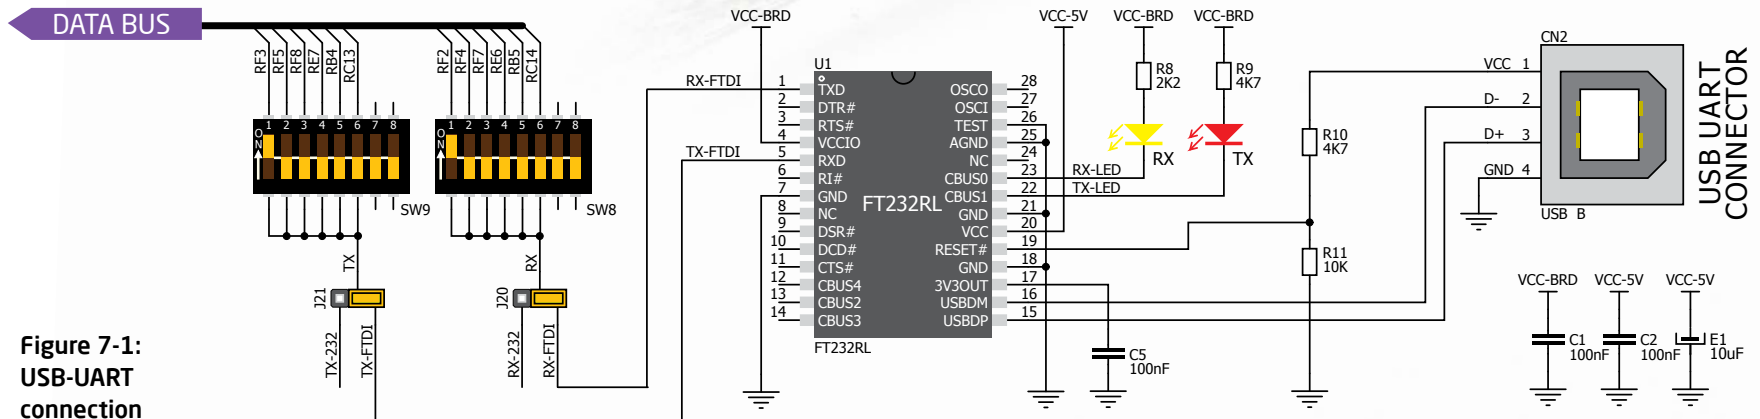 DATA BUS
RF3
RF5
RF8
RE7
RB4
RC13
RF2
RF4
RF7
RE6
RB5
RC14
O
N
1 2 3 4 5 6 7 8
SW9
O
N
1 2 3 4 5 6 7 8
SW8
TX
RX
J21
J20
TX-232
TX-FTDI
RX-232
RX-FTDI
Figure 7-1:
USB-UART
connection
VCC-BRD
VCC-5V
VCC-BRD
VCC-BRD
RX-FTDI
TX-FTDI
U1
1 TXD
2 DTR#
3 RTS#
4 VCCIO
5 RXD
6 RI#
7 GND
8 NC
9 DSR#
10 DCD#
11 CTS#
12 CBUS4
13 CBUS2
14 CBUS3
FT232RL
OSCO 28
OSCI 27
TEST 26
AGND 25
NC 24
CBUS0 23
CBUS1 22
GND 21
VCC 20
RESET# 19
GND 18
3V3OUT 17
USBDM 16
USBDP 15
FT232RL
RX-LED
TX-LED
R8
2K2
R9
4K7
RX
TX
R10
4K7
R11
10K
C5
100nF
CN2
VCC 1
D- 2
D+ 3
GND 4
USB B
USB UART
CONNECTOR
VCC-BRD
VCC-5V
VCC-5V
C1
100nF
C2
100nF
E1
10uF